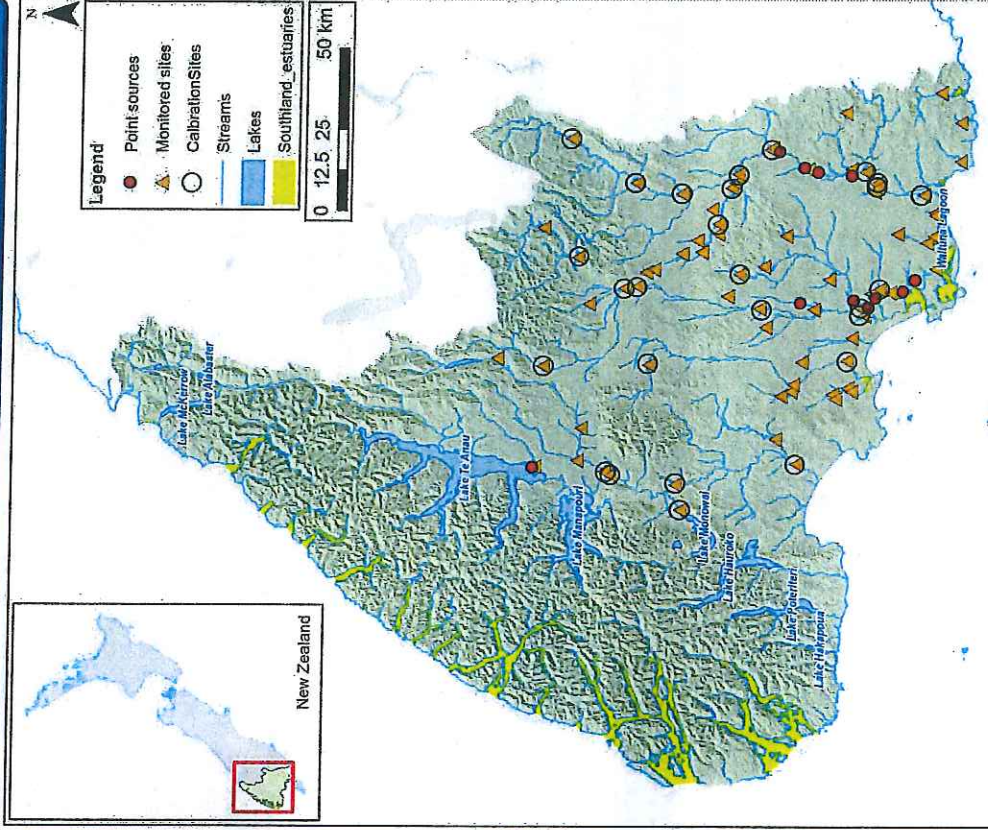 N
Legend
Point sources
Monitored sites
CalbrationSites
Streams
Lakes
Southland_estuaries
0 12.5 25 50 km
New Zealand
Lake McKerrow
Lake Alabaster
Lake Te Anau
Lake Manapouri
Lake Monowai
Lake Hauroko
Lake Poteriteri
Lake Hakapoua
Waituna Lagoon